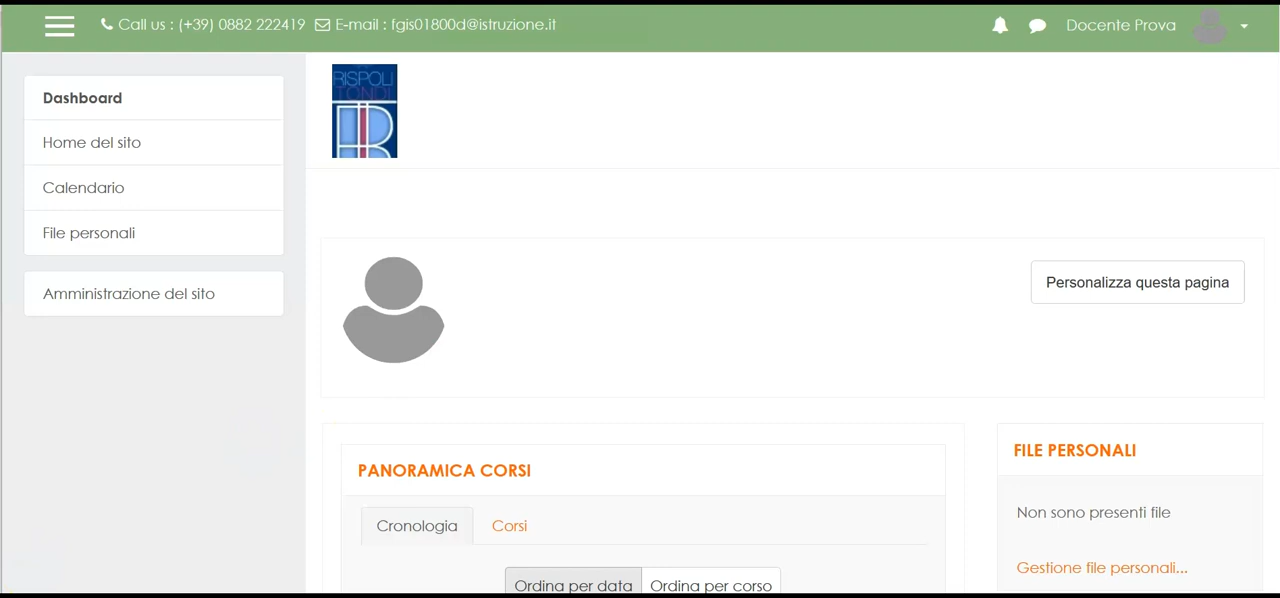 Call us : (+39) 0882 222419 E-mail : fgis01800d@istruzione.it
Docente Prova
Dashboard
Home del sito
Calendario
File personali
Amministrazione del sito
RISPOLI
TONDI
Personalizza questa pagina
PANORAMICA CORSI
Cronologia Corsi
Ordina per data Ordina per corso
FILE PERSONALI
Non sono presenti file
Gestione file personali...